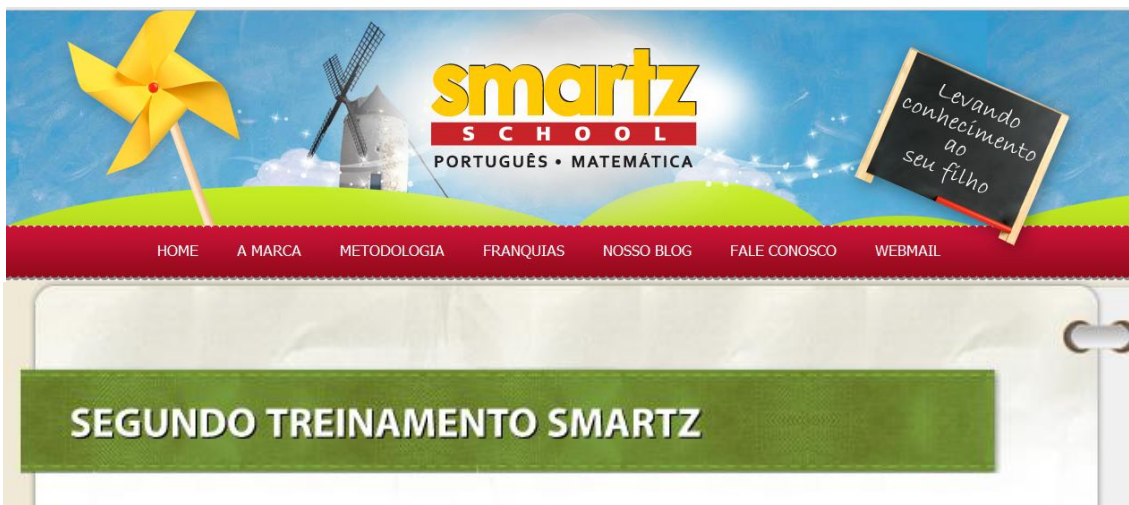 smartz
SCHOOL
PORTUGUÊS • MATEMÁTICA
Levando
conhecimento
ao
seu filho
HOME A MARCA METODOLOGIA FRANQUIAS NOSSO BLOG FALE CONOSCO WEBMAIL
SEGUNDO TREINAMENTO SMARTZ